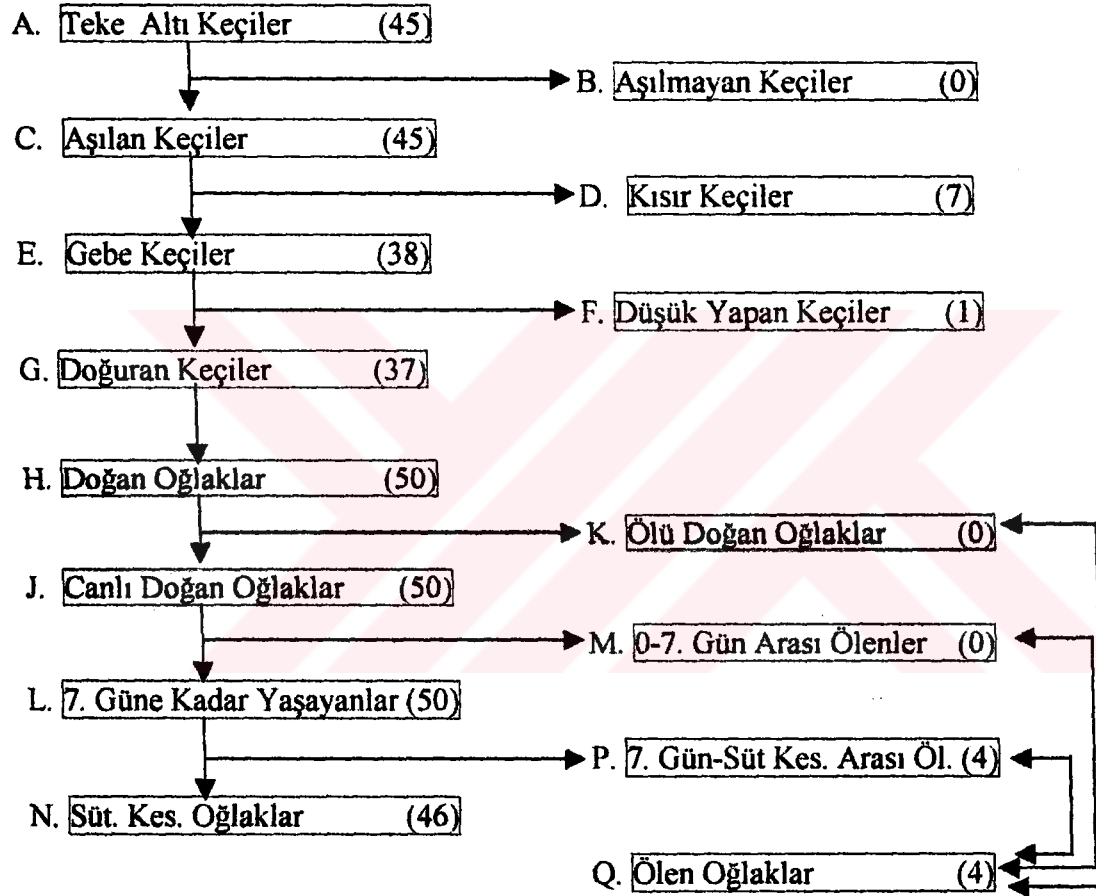 A. Teke Altı Keçiler (45)
B. Aşılmayan Keçiler (0)
C. Aşılan Keçiler (45)
D. Kısır Keçiler (7)
E. Gebe Keçiler (38)
F. Düşük Yapan Keçiler (1)
G. Doğuran Keçiler (37)
H. Doğan Oğlaklar (50)
K. Ölü Doğan Oğlaklar (0)
J. Canlı Doğan Oğlaklar (50)
M. 0-7. Gün Arası Ölenler (0)
L. 7. Güne Kadar Yaşayanlar (50)
P. 7. Gün-Süt Kes. Arası Öl. (4)
N. Süt. Kes. Oğlaklar (46)
Q. Ölen Oğlaklar (4)